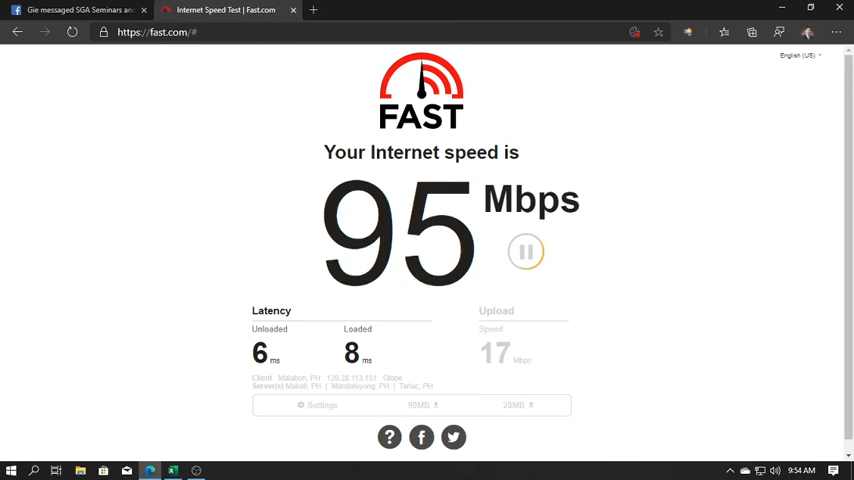 Gie messaged SGA Seminars and
Internet Speed Test | Fast.com
https://fast.com/#
English (US)
FAST
Your Internet speed is
95 Mbps
Latency
Upload
Unloaded Loaded
Speed
6 ms 8 ms
17 Mbps
Client Malabon, PH 120.28.113.151 Globe
Server(s) Makati, PH | Mandaluyong, PH | Tarlac, PH
Settings 90MB 20MB
?
9:54 AM